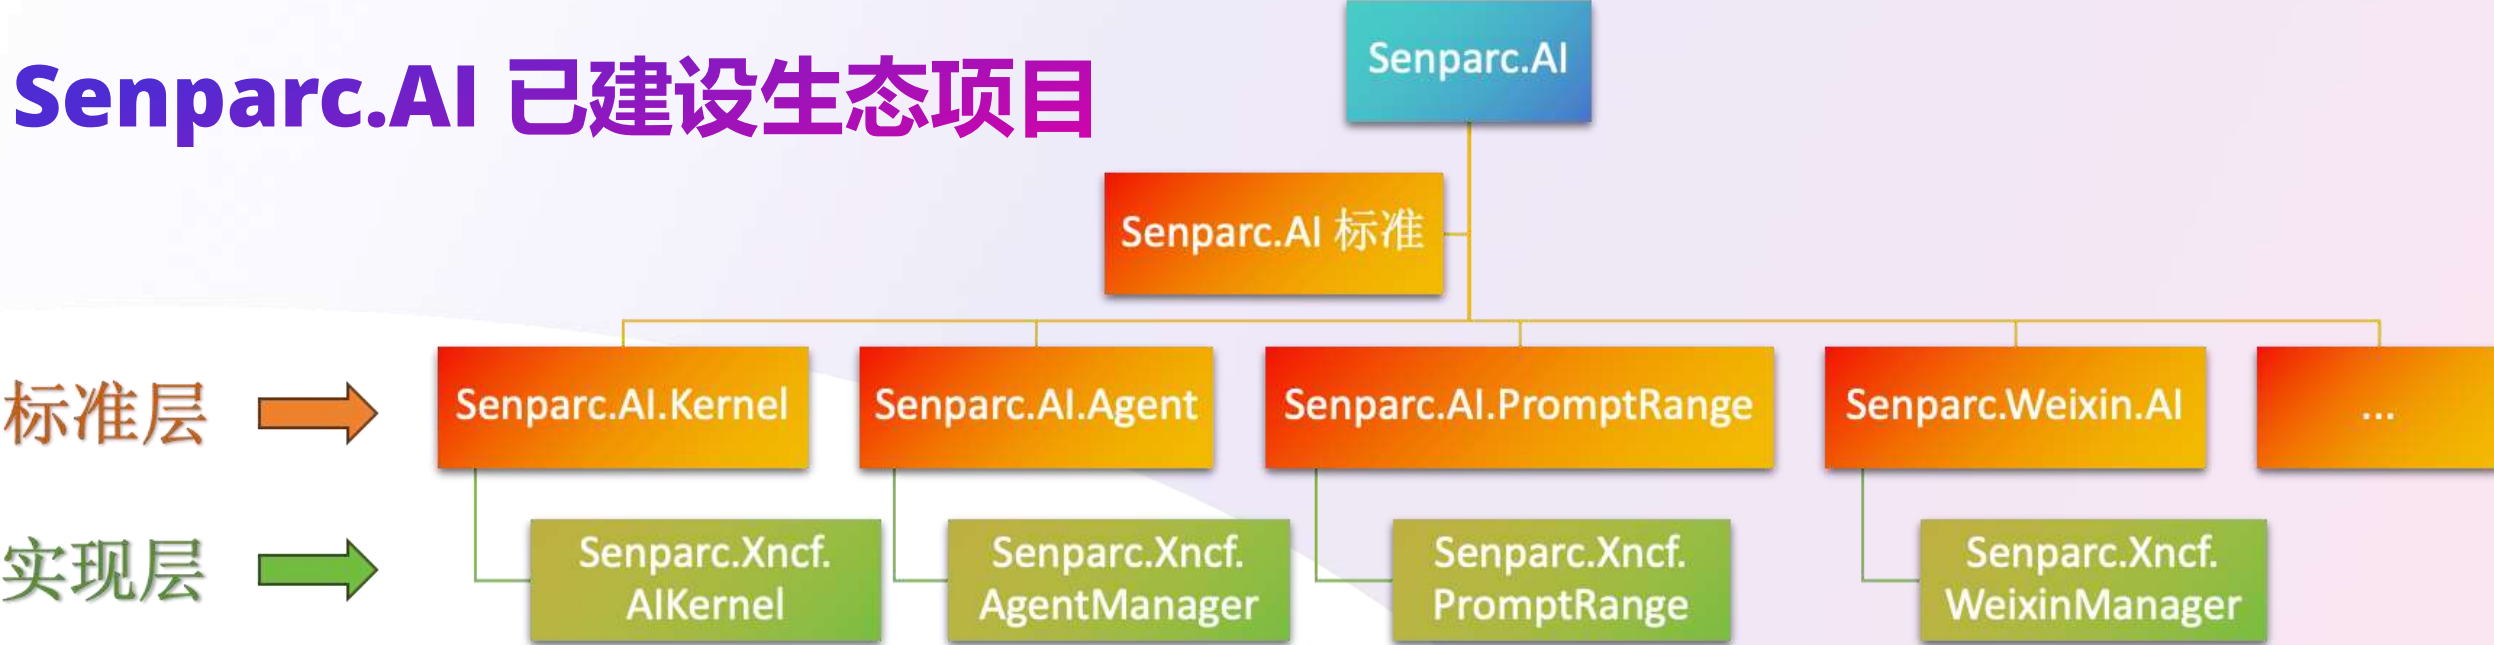 Senparc.AI 已建设生态项目
Senparc.AI
Senparc.AI 标准
标准层
Senparc.AI.Kernel
Senparc.AI.Agent
Senparc.AI.PromptRange
Senparc.Weixin.AI
...
实现层
Senparc.Xncf.
AIKernel
Senparc.Xncf.
AgentManager
Senparc.Xncf.
PromptRange
Senparc.Xncf.
WeixinManager